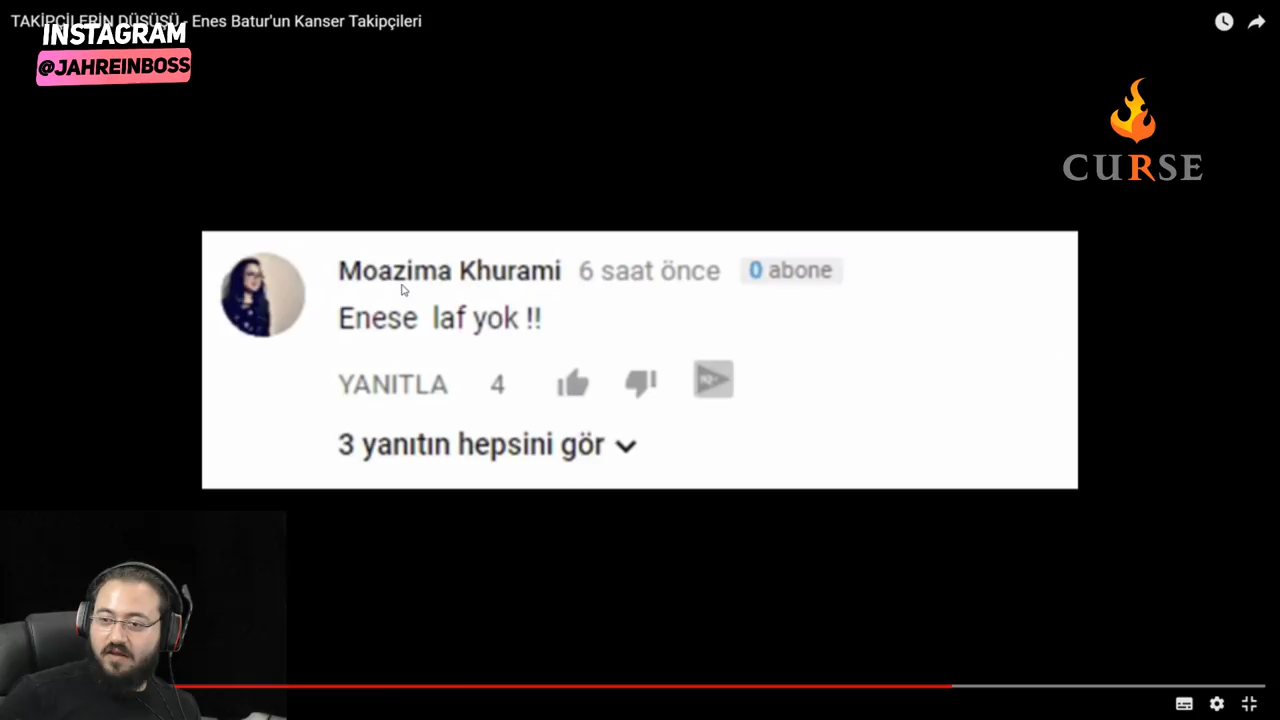 TAKİPÇİLERİN DÜŞÜŞÜ - Enes Batur'un Kanser Takipçileri
INSTAGRAM
@JAHREINBOSS
CURSE
Moazima Khurami 6 saat önce 0 abone
Enese laf yok !!
YANITLA 4
3 yanıtın hepsini gör